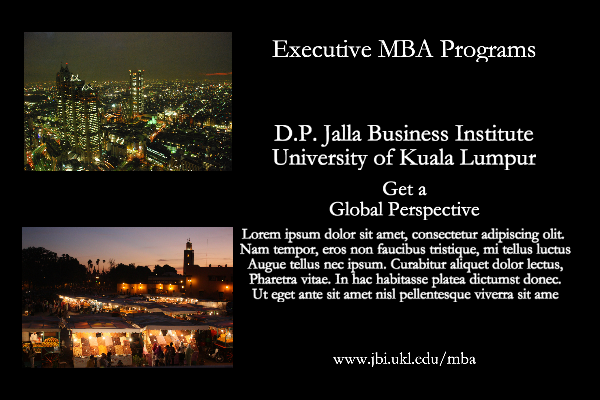 Executive MBA Programs
D.P. Jalla Business Institute
University of Kuala Lumpur
Get a
Global Perspective
Lorem ipsum dolor sit amet, consectetur adipiscing olit.
Nam tempor, eros non faucibus tristique, mi tellus luctus
Augue tellus nec ipsum. Curabitur aliquet dolor lectus,
Pharetra vitae. In hac habitasse platea dictumst donec.
Ut eget ante sit amet nisl pellentesque viverra sit ame
www.jbi.ukl.edu/mba